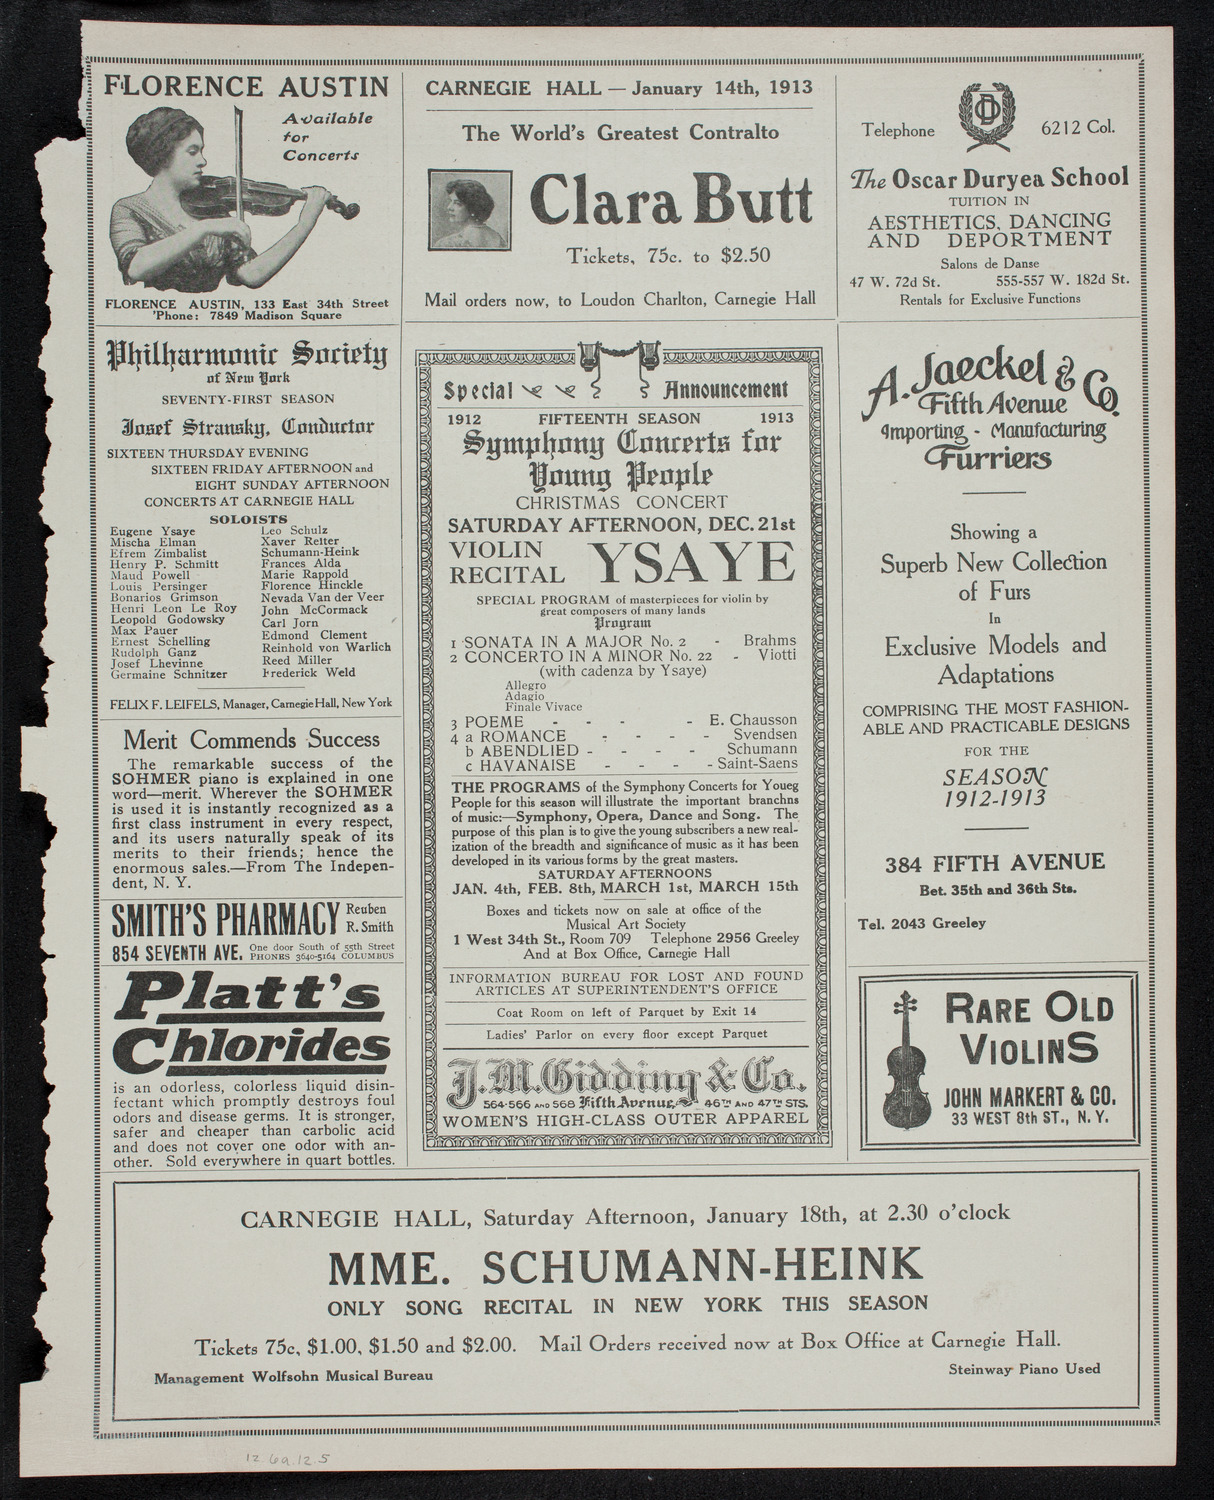 FLORENCE AUSTIN
Available
for
Concerts
FLORENCE AUSTIN, 133 East 34th Street
'Phone: 7849 Madison Square
CARNEGIE HALL — January 14th, 1913
The World's Greatest Contralto
Clara Butt
Tickets, 75c. to $2.50
Mail orders now, to Loudon Charlton, Carnegie Hall
Telephone 6212 Col.
The Oscar Duryea School
TUITION IN
AESTHETICS, DANCING
AND DEPORTMENT
Salons de Danse
47 W. 72d St. 555-557 W. 182d St.
Rentals for Exclusive Functions
Philharmonic Society
of New York
SEVENTY-FIRST SEASON
Josef Stransky, Conductor
SIXTEEN THURSDAY EVENING
SIXTEEN FRIDAY AFTERNOON and
EIGHT SUNDAY AFTERNOON
CONCERTS AT CARNEGIE HALL
SOLOISTS
Eugene Ysaye
Mischa Elman
Efrem Zimbalist
Henry P. Schmitt
Maud Powell
Louis Persinger
Bonarios Grimson
Henri Leon Le Roy
Leopold Godowsky
Max Pauer
Ernest Schelling
Rudolph Ganz
Josef Lhevinne
Germaine Schnitzer
Leo Schulz
Xaver Reiter
Schumann-Heink
Frances Alda
Marie Rappold
Florence Hinckle
Nevada Van der Veer
John McCormack
Carl Jorn
Edmond Clement
Reinhold von Warlich
Reed Miller
Frederick Weld
FELIX F. LEIFELS, Manager, Carnegie Hall, New York
Merit Commends Success
The remarkable success of the
SOHMER piano is explained in one
word—merit. Wherever the SOHMER
is used it is instantly recognized as a
first class instrument in every respect,
and its users naturally speak of its
merits to their friends; hence the
enormous sales.—From The Indepen-
dent, N. Y.
SMITH'S PHARMACY Reuben
R. Smith
854 SEVENTH AVE. One door South of 55th Street
PHONES 3640-5164 COLUMBUS
Platt's
Chlorides
is an odorless, colorless liquid disin-
fectant which promptly destroys foul
odors and disease germs. It is stronger,
safer and cheaper than carbolic acid
and does not cover one odor with an-
other. Sold everywhere in quart bottles.
Special Announcement
1912 FIFTEENTH SEASON 1913
Symphony Concerts for
Young People
CHRISTMAS CONCERT
SATURDAY AFTERNOON, DEC. 21st
VIOLIN
RECITAL YSAYE
SPECIAL PROGRAM of masterpieces for violin by
great composers of many lands
Program
1 SONATA IN A MAJOR No. 2 - Brahms
2 CONCERTO IN A MINOR No. 22 - Viotti
(with cadenza by Ysaye)
Allegro
Adagio
Finale Vivace
3 POEME - - - - E. Chausson
4 a ROMANCE - - - - Svendsen
b ABENDLIED - - - - Schumann
c HAVANAISE - - - - Saint-Saens
THE PROGRAMS of the Symphony Concerts for Youeg
People for this season will illustrate the important branchns
of music:—Symphony, Opera, Dance and Song. The
purpose of this plan is to give the young subscribers a new real-
ization of the breadth and significance of music as it has been
developed in its various forms by the great masters.
SATURDAY AFTERNOONS
JAN. 4th, FEB. 8th, MARCH 1st, MARCH 15th
Boxes and tickets now on sale at office of the
Musical Art Society
1 West 34th St., Room 709 Telephone 2956 Greeley
And at Box Office, Carnegie Hall
INFORMATION BUREAU FOR LOST AND FOUND
ARTICLES AT SUPERINTENDENT'S OFFICE
Coat Room on left of Parquet by Exit 14
Ladies' Parlor on every floor except Parquet
J.M. Gidding & Co.
564-566 AND 568 Fifth Avenue, 46TH AND 47TH STS.
WOMEN'S HIGH-CLASS OUTER APPAREL
A. Jaeckel & Co.
Fifth Avenue
Importing - Manufacturing
Furriers
Showing a
Superb New Collection
of Furs
In
Exclusive Models and
Adaptations
COMPRISING THE MOST FASHION-
ABLE AND PRACTICABLE DESIGNS
FOR THE
SEASON
1912-1913
384 FIFTH AVENUE
Bet. 35th and 36th Sts.
Tel. 2043 Greeley
RARE OLD
VIOLINS
JOHN MARKERT & CO.
33 WEST 8th ST., N. Y.
CARNEGIE HALL, Saturday Afternoon, January 18th, at 2.30 o'clock
MME. SCHUMANN-HEINK
ONLY SONG RECITAL IN NEW YORK THIS SEASON
Tickets 75c, $1.00, $1.50 and $2.00. Mail Orders received now at Box Office at Carnegie Hall.
Management Wolfsohn Musical Bureau Steinway Piano Used